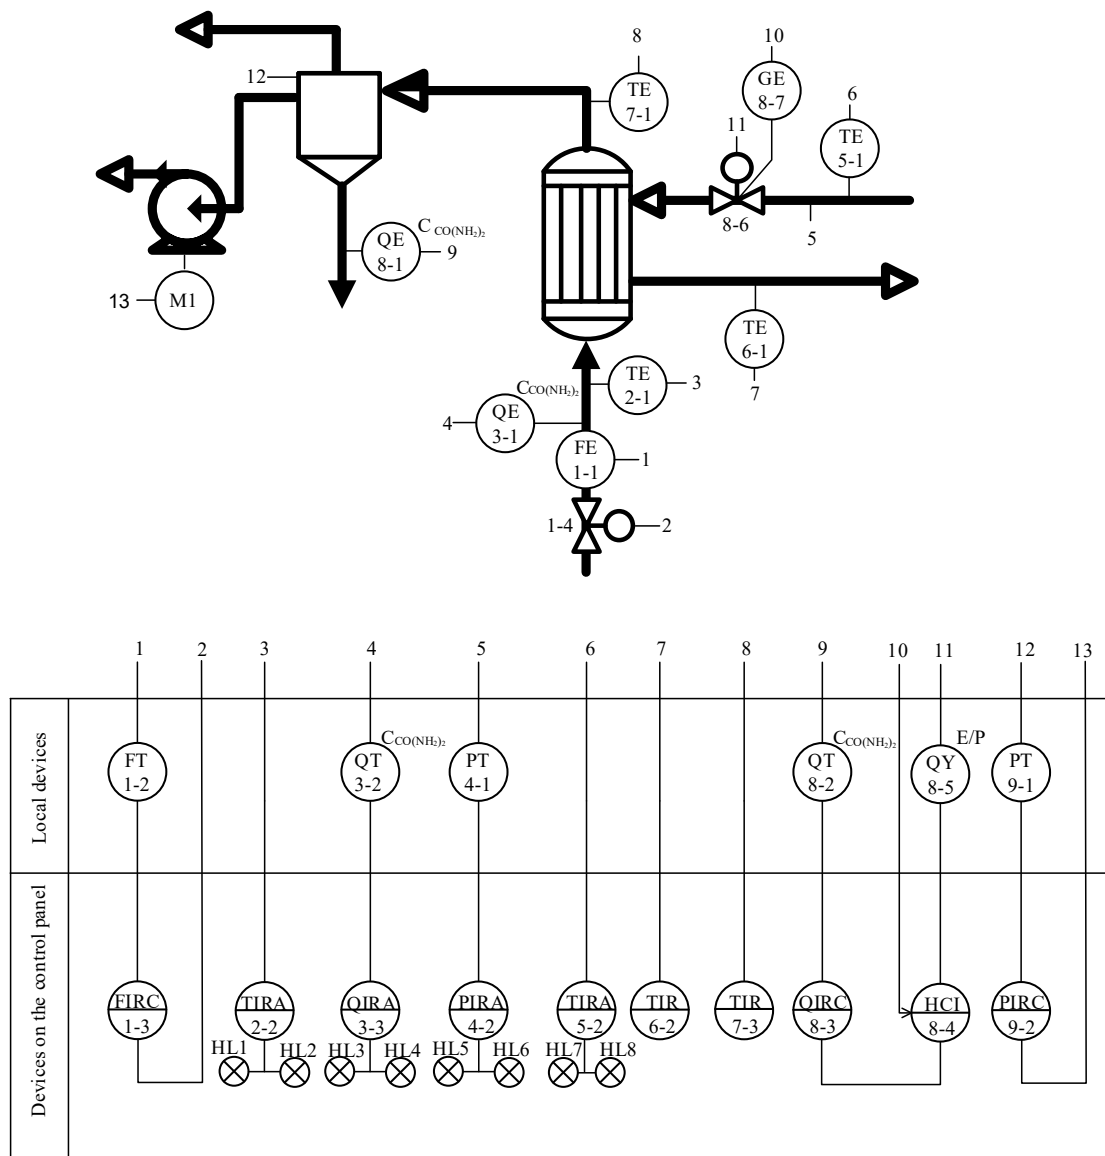 8
10
12
TE
7-1
GE
8-7
6
11
TE
5-1
C CO(NH₂)₂
QE
8-1
9
8-6
5
13
M1
TE
6-1
7
C CO(NH₂)₂
TE
2-1
3
4
QE
3-1
FE
1-1
1
1-4
2
1 2 3 4 5 6 7 8 9 10 11 12 13
Local devices
FT
1-2
C CO(NH₂)₂
QT
3-2
PT
4-1
C CO(NH₂)₂
QT
8-2
E/P
QY
8-5
PT
9-1
Devices on the control panel
FIRC
1-3
TIRA
2-2
QIRA
3-3
PIRA
4-2
TIRA
5-2
TIR
6-2
TIR
7-3
QIRC
8-3
HCI
8-4
PIRC
9-2
HL1 HL2 HL3 HL4 HL5 HL6 HL7 HL8